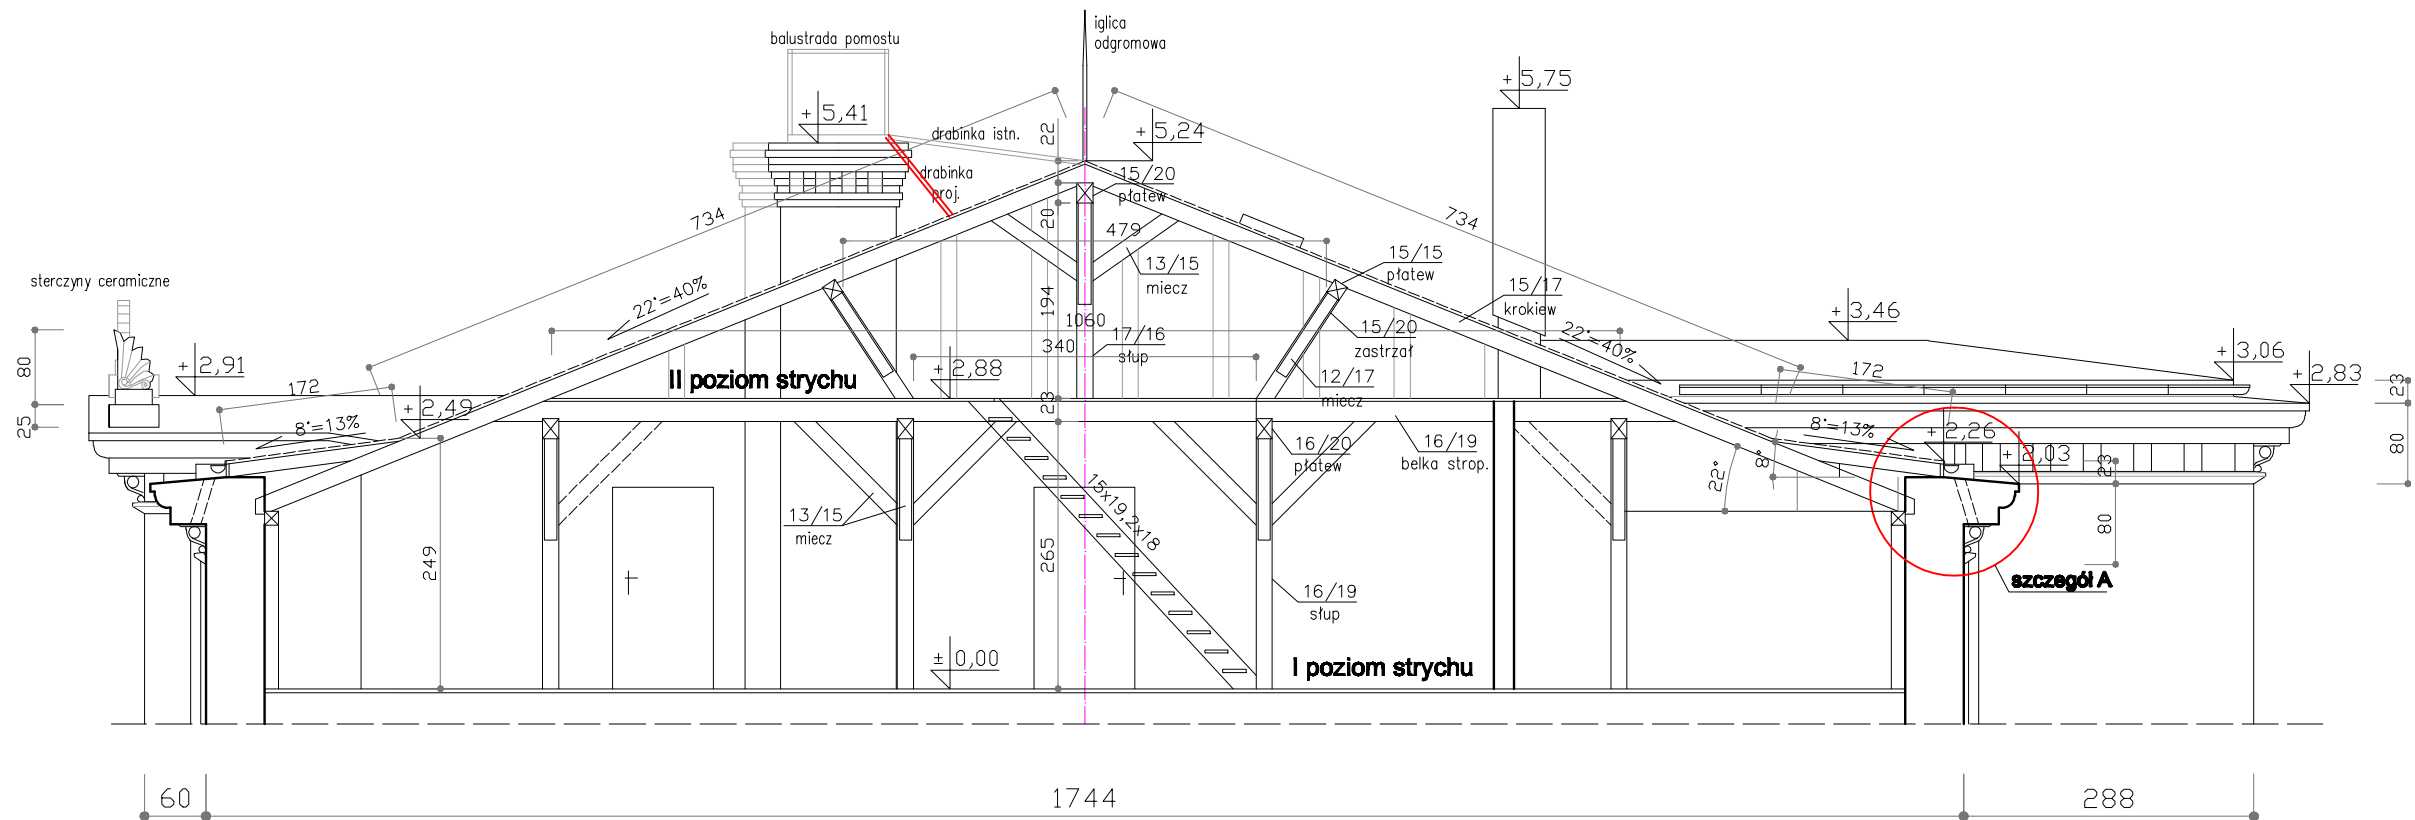 iglica
odgromowa
balustrada pomostu
+5,75
+5,41
+5,24
22
drabinka istn.
drabinka
proj.
15/20
płatew
734
734
20
479
15/15
płatew
13/15
miecz
sterczyny ceramiczne
22°=40%
194
15/17
krokiew
1060
17/16
słup
15/20
zastrzał
+3,46
22°=40%
340
80
+2,91
172
II poziom strychu
+2,88
12/17
miecz
172
+3,06
+2,83
23
+2,49
23
25
8°=13%
8°=13%
16/20
płatew
16/19
belka strop.
+2,26
+2,03
23
80
22°
8°
15x19,2x18
13/15
miecz
80
249
265
szczegół A
16/19
słup
±0,00
I poziom strychu
60
1744
288